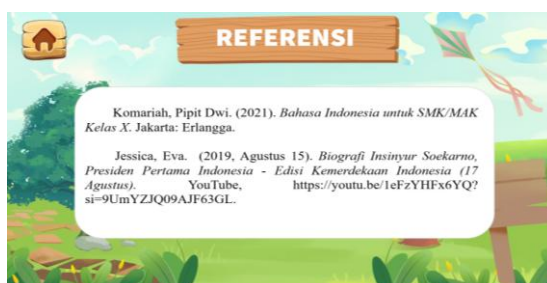 REFERENSI
Komariah, Pipit Dwi. (2021). Bahasa Indonesia untuk SMK/MAK
Kelas X. Jakarta: Erlangga.
Jessica, Eva. (2019, Agustus 15). Biografi Insinyur Soekarno,
Presiden Pertama Indonesia - Edisi Kemerdekaan Indonesia (17
Agustus). YouTube, https://youtu.be/1eFzYHFx6YQ?
si=9UmYZJQ09AJF63GL.